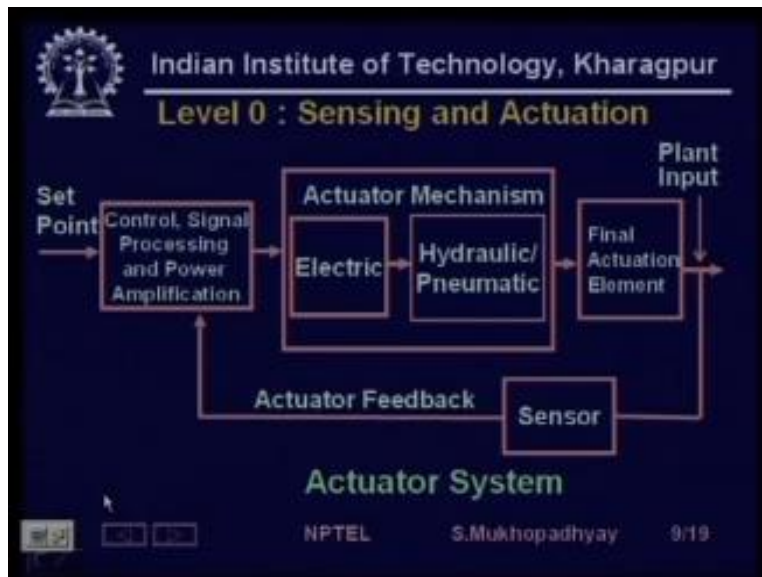 Indian Institute of Technology, Kharagpur
Level 0 : Sensing and Actuation
Plant
Input
Set
Point
Control, Signal
Processing
and Power
Amplification
Actuator Mechanism
Electric
Hydraulic/
Pneumatic
Final
Actuation
Element
Actuator Feedback
Sensor
Actuator System
NPTEL
S.Mukhopadhyay
9/19